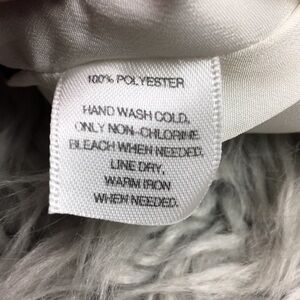 100% POLYESTER
HAND WASH COLD,
ONLY NON-CHLORINE
BLEACH WHEN NEEDED,
LINE DRY,
WARM IRON
WHEN NEEDED.